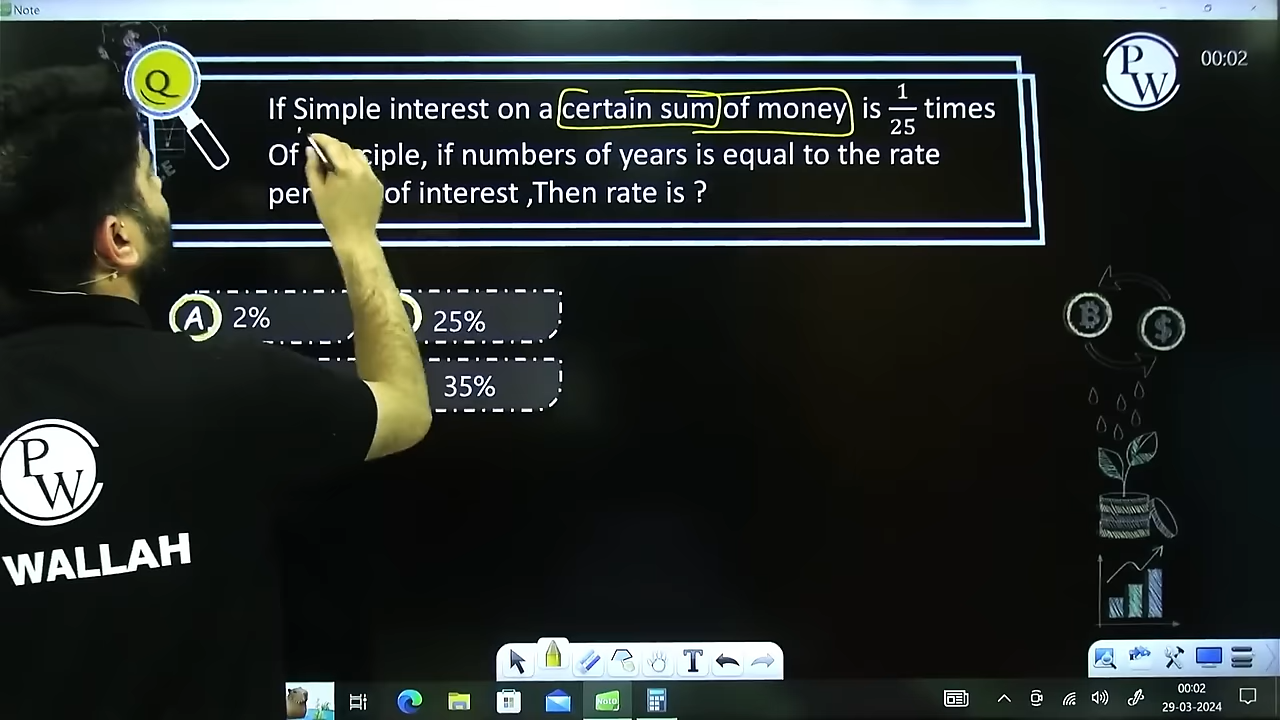 Note
Q
P
W
00:02
If Simple interest on a certain sum of money is 1/25 times
Of ciple, if numbers of years is equal to the rate
per of interest ,Then rate is ?
A 2%
25%
35%
P
W
WALLAH
T
Note
00:02
29-03-2024